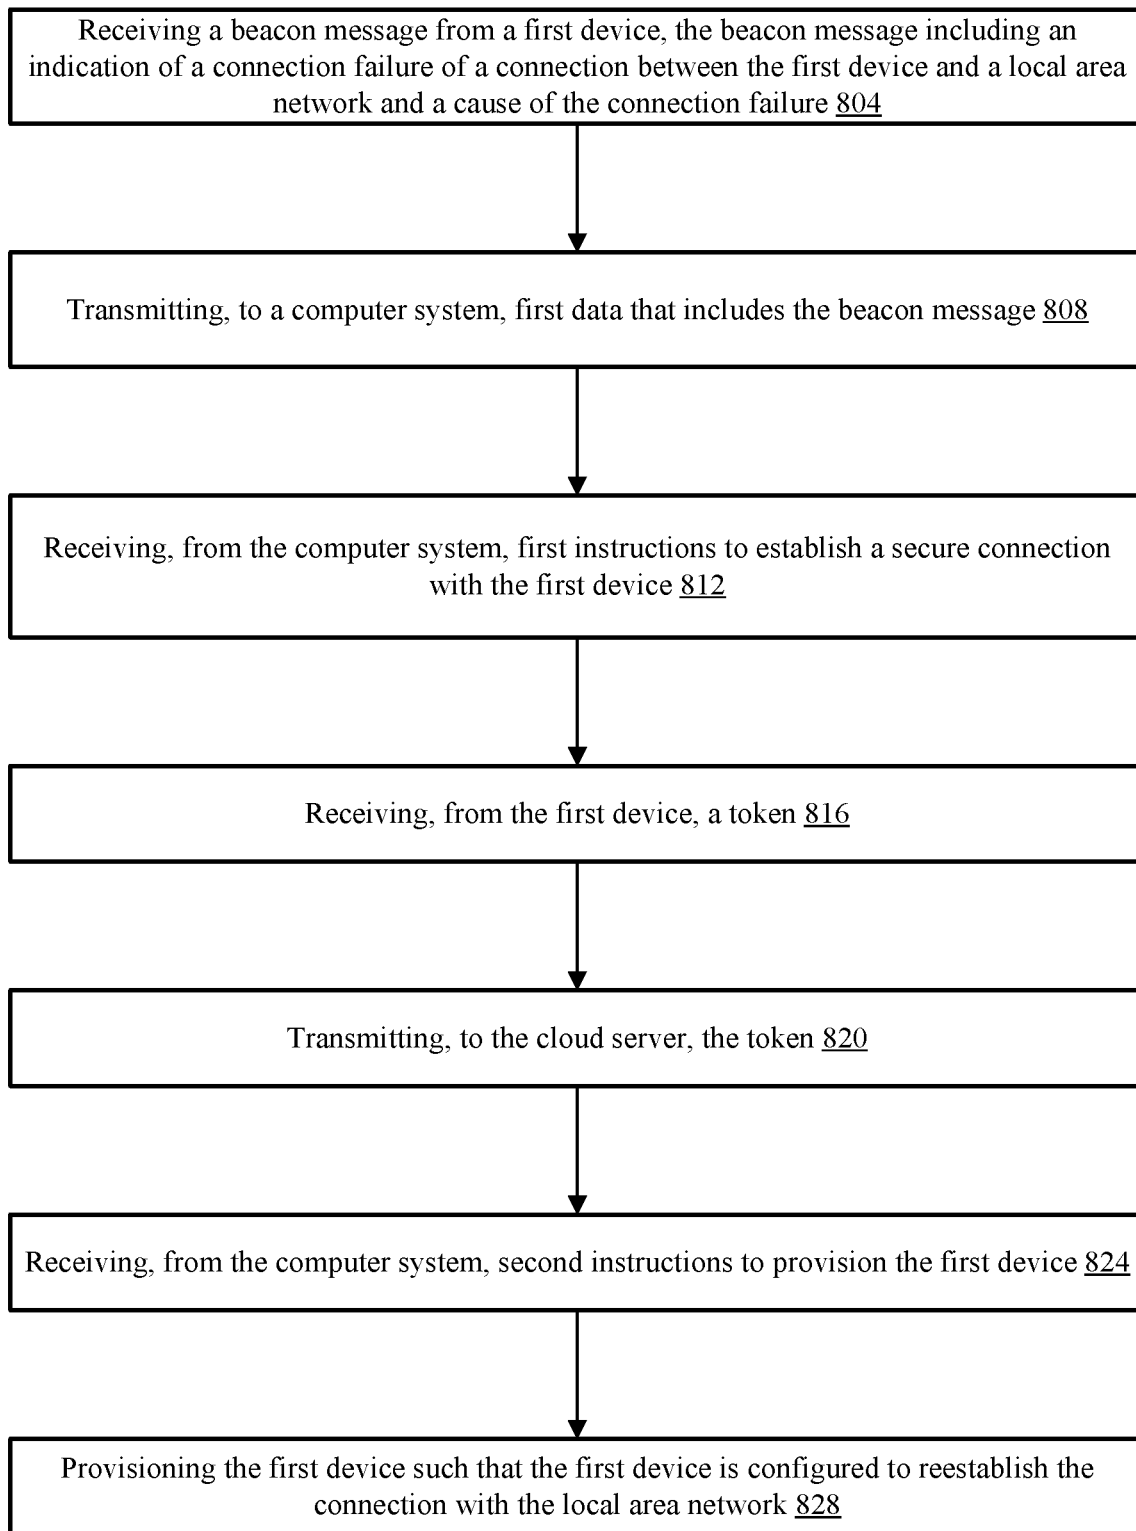 Receiving a beacon message from a first device, the beacon message including an
indication of a connection failure of a connection between the first device and a local area
network and a cause of the connection failure 804
Transmitting, to a computer system, first data that includes the beacon message 808
Receiving, from the computer system, first instructions to establish a secure connection
with the first device 812
Receiving, from the first device, a token 816
Transmitting, to the cloud server, the token 820
Receiving, from the computer system, second instructions to provision the first device 824
Provisioning the first device such that the first device is configured to reestablish the
connection with the local area network 828